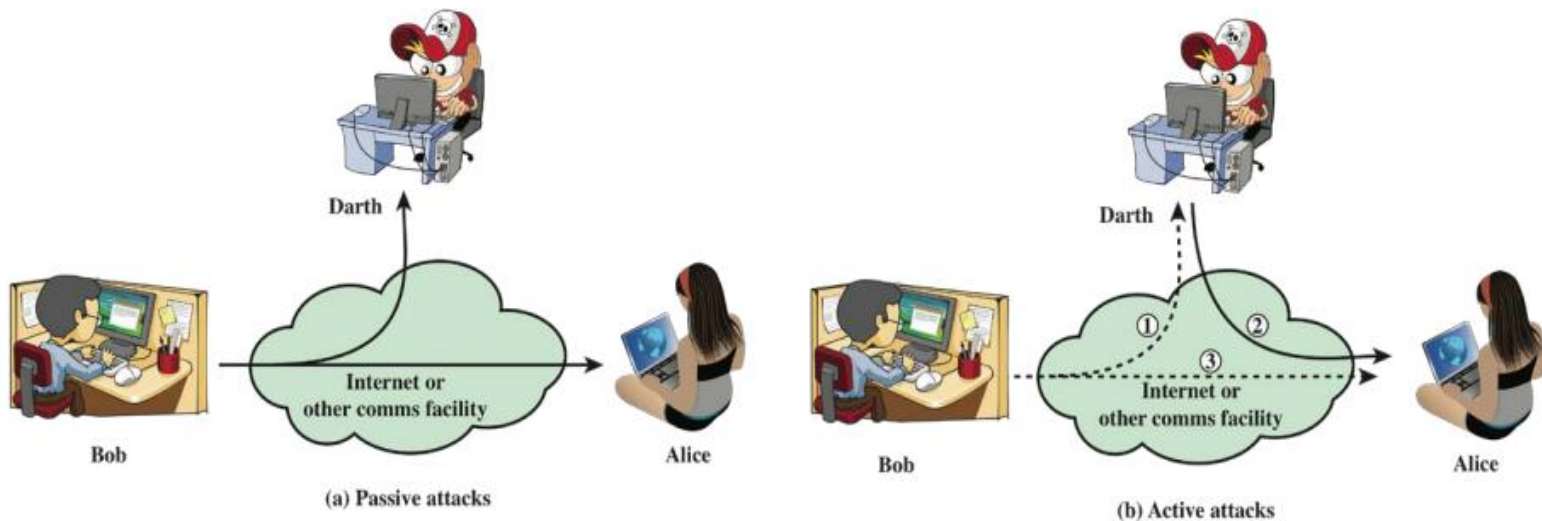 Darth
Internet or
other comms facility
Bob
Alice
(a) Passive attacks
Darth
①
②
③
Internet or
other comms facility
Bob
Alice
(b) Active attacks